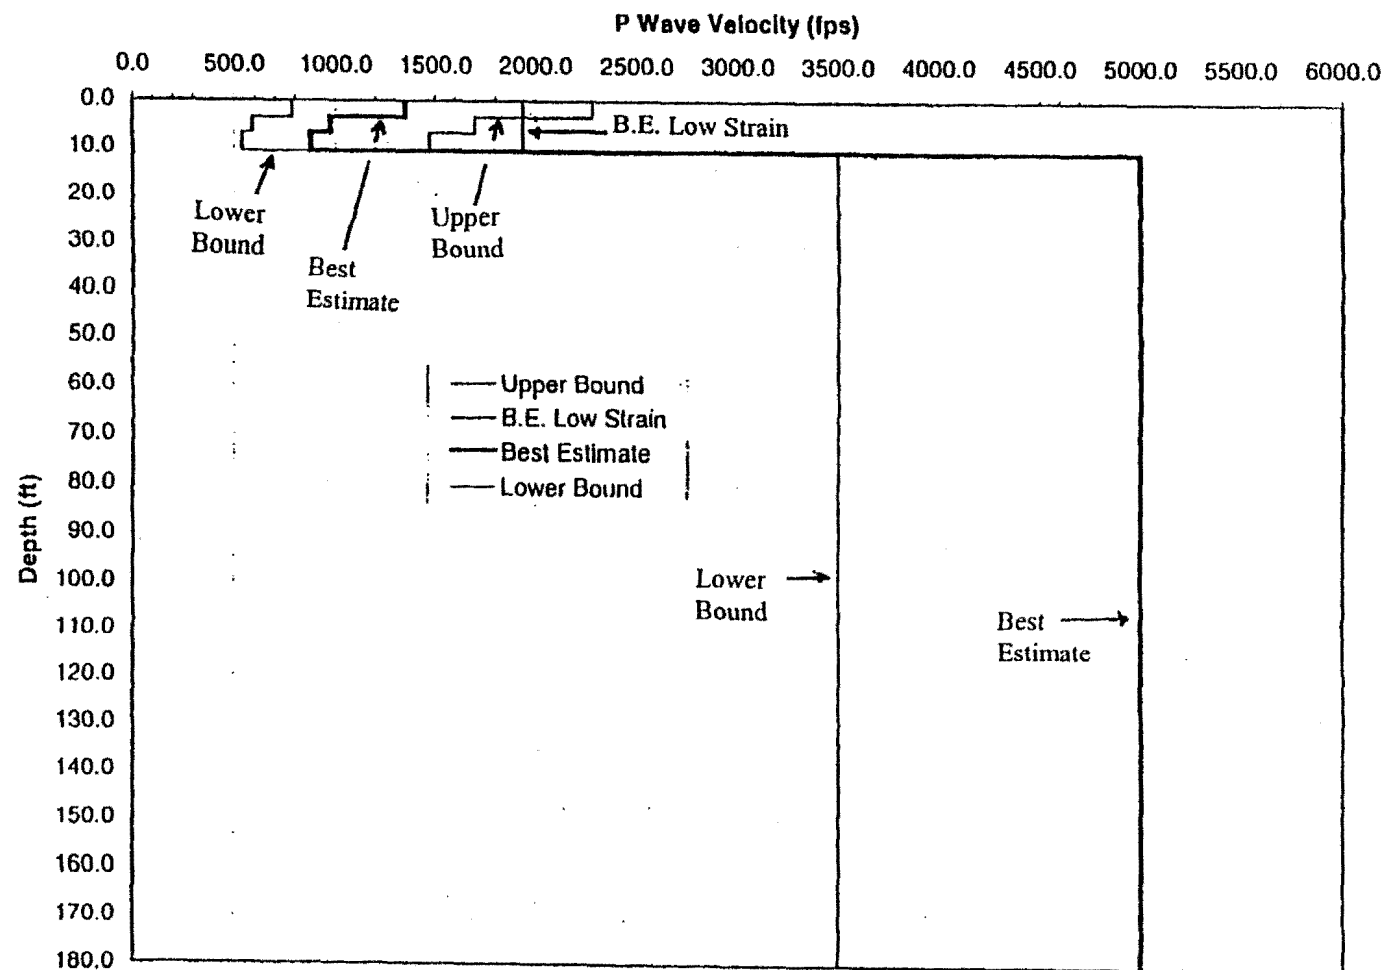 P Wave Velocity (fps)
0.0 500.0 1000.0 1500.0 2000.0 2500.0 3000.0 3500.0 4000.0 4500.0 5000.0 5500.0 6000.0
0.0
10.0
20.0
30.0
40.0
50.0
60.0
70.0
80.0
90.0
100.0
110.0
120.0
130.0
140.0
150.0
160.0
170.0
180.0
Depth (ft)
B.E. Low Strain
Lower
Bound
Upper
Bound
Best
Estimate
Upper Bound
B.E. Low Strain
Best Estimate
Lower Bound
Lower
Bound
Best
Estimate